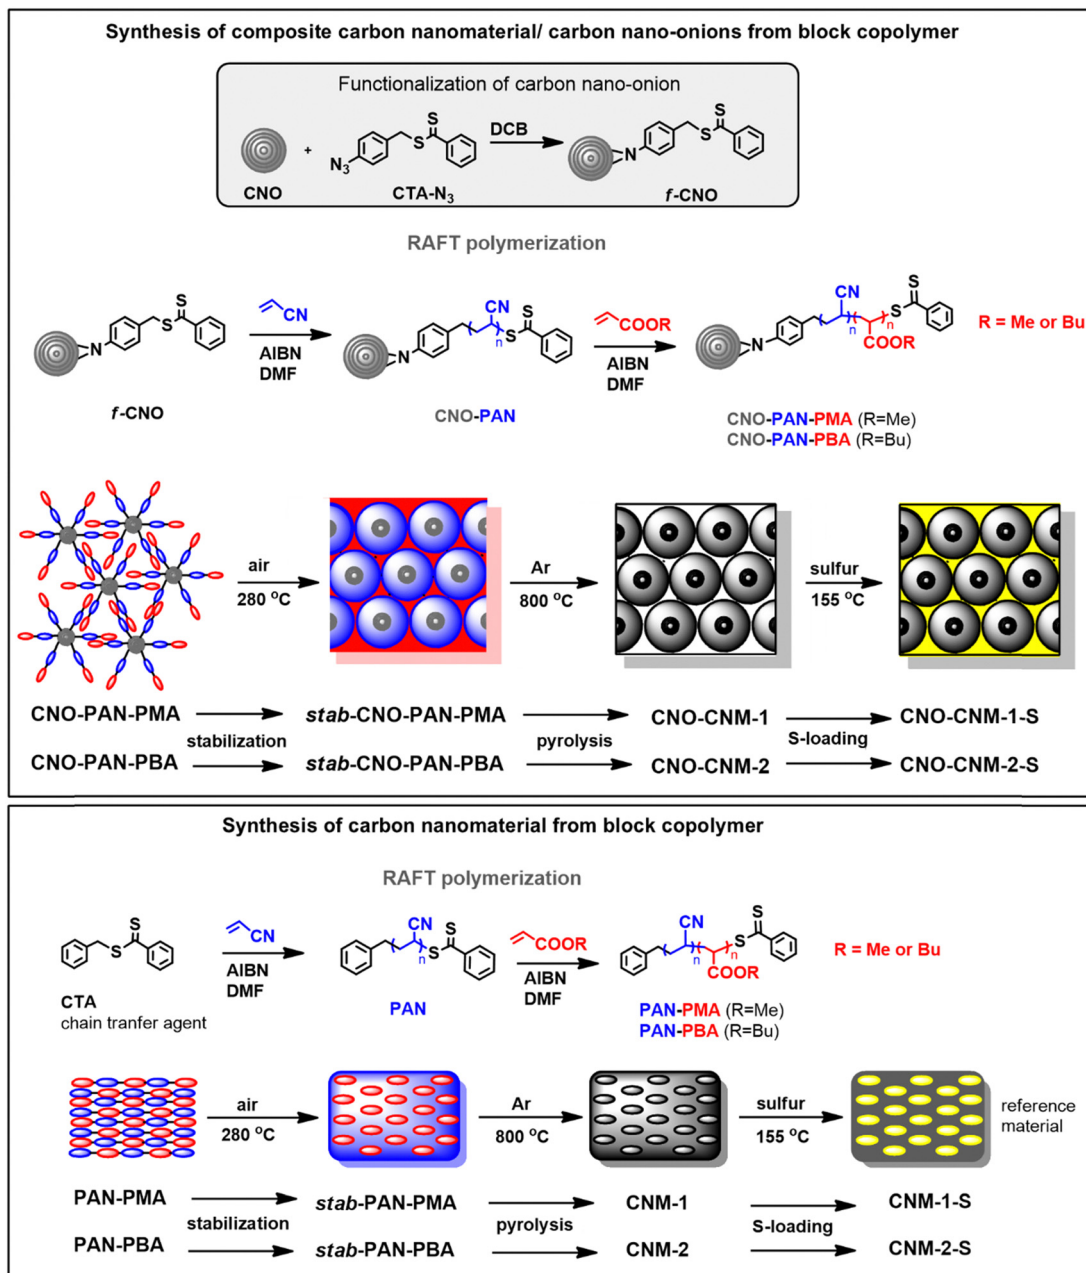 Synthesis of composite carbon nanomaterial/ carbon nano-onions from block copolymer
Functionalization of carbon nano-onion
CNO
+
N3
S
S
CTA-N3
DCB
N
S
S
f-CNO
RAFT polymerization
N
S
S
f-CNO
CN
AIBN
DMF
N
CN
n
S
S
CNO-PAN
COOR
AIBN
DMF
N
CN
n
n
COOR
S
S
R = Me or Bu
CNO-PAN-PMA (R=Me)
CNO-PAN-PBA (R=Bu)
air
280 °C
Ar
800 °C
sulfur
155 °C
CNO-PAN-PMA
stab-CNO-PAN-PMA
CNO-CNM-1
CNO-CNM-1-S
stabilization
pyrolysis
S-loading
CNO-PAN-PBA
stab-CNO-PAN-PBA
CNO-CNM-2
CNO-CNM-2-S
Synthesis of carbon nanomaterial from block copolymer
RAFT polymerization
S
S
CTA
chain tranfer agent
CN
AIBN
DMF
CN
n
S
S
PAN
COOR
AIBN
DMF
CN
n
n
COOR
S
S
R = Me or Bu
PAN-PMA (R=Me)
PAN-PBA (R=Bu)
air
280 °C
Ar
800 °C
sulfur
155 °C
reference
material
PAN-PMA
stab-PAN-PMA
CNM-1
CNM-1-S
stabilization
pyrolysis
S-loading
PAN-PBA
stab-PAN-PBA
CNM-2
CNM-2-S